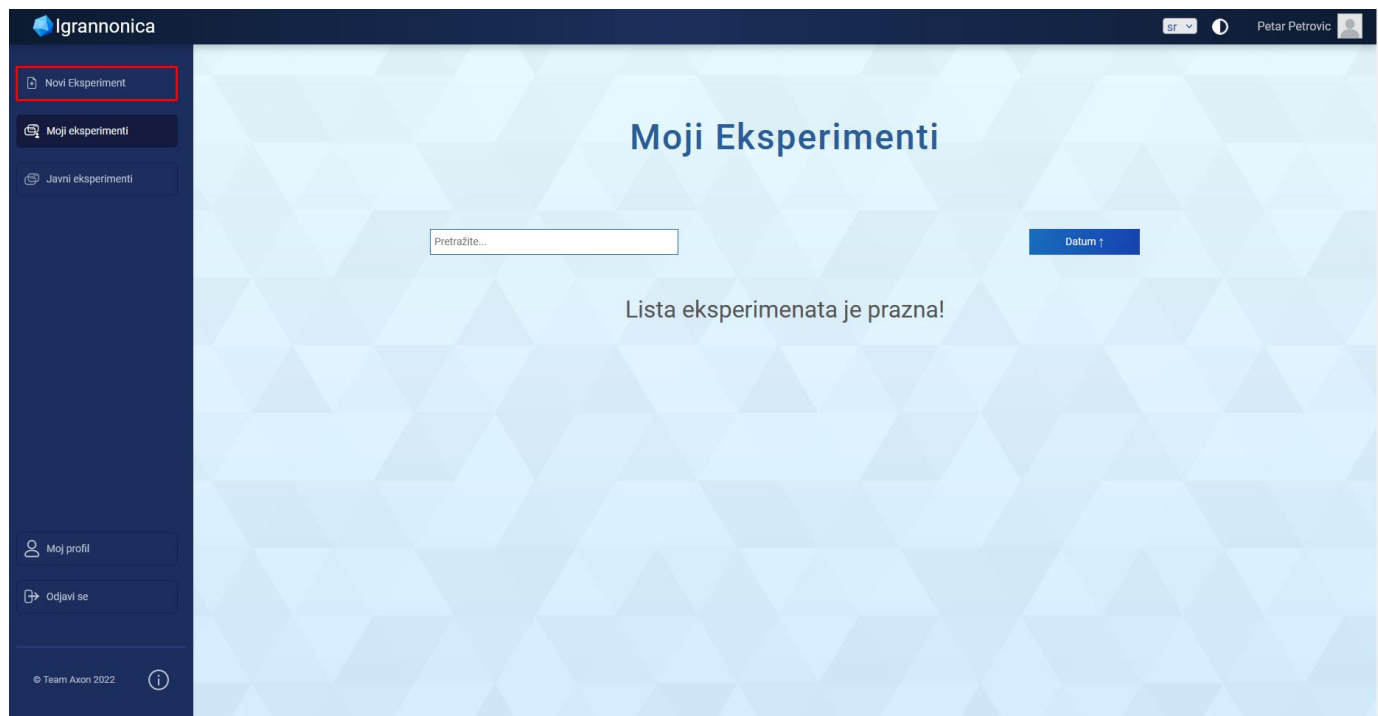 Igrannonica
sr
Petar Petrovic
Novi Eksperiment
Moji eksperimenti
Javni eksperimenti
Moji Eksperimenti
Pretražite...
Datum ↑
Lista eksperimenata je prazna!
Moj profil
Odjavi se
© Team Axon 2022